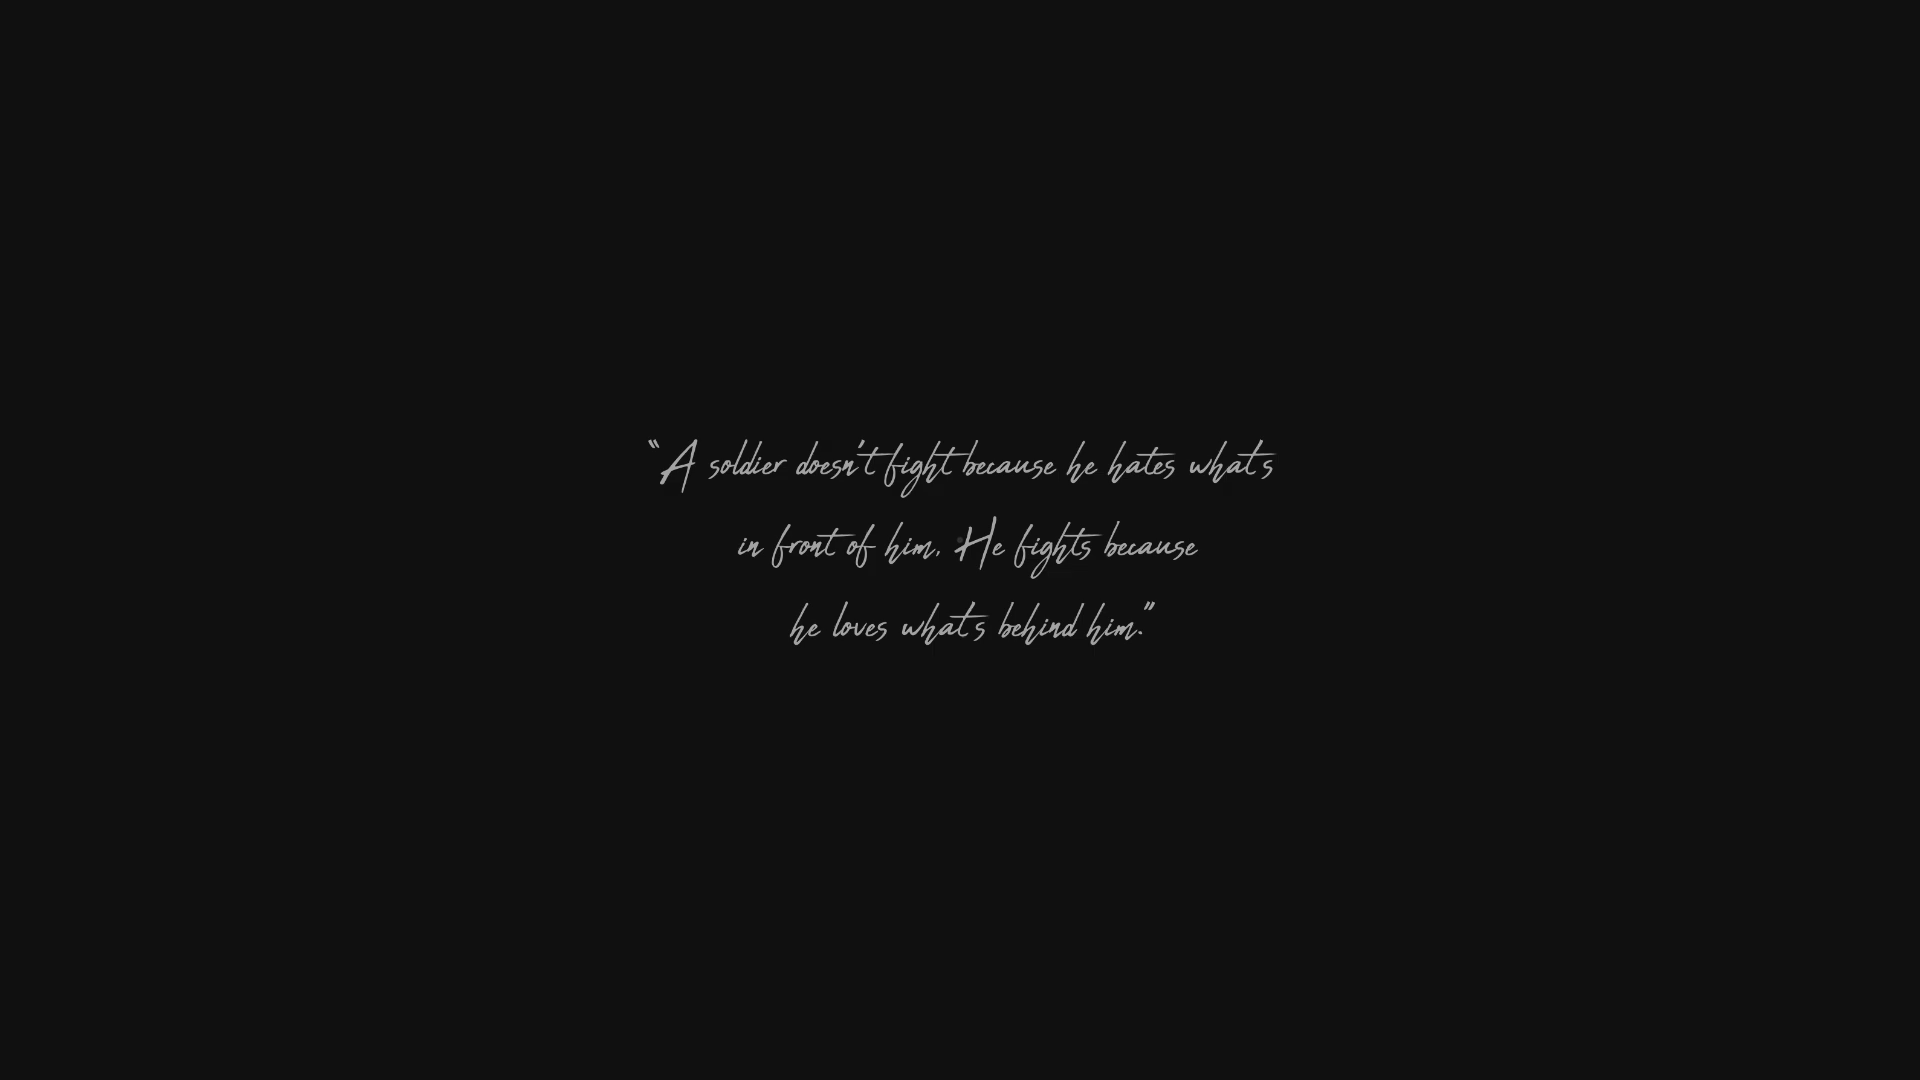 “A soldier doesn't fight because he hates what's
in front of him, He fights because
he loves what's behind him.”